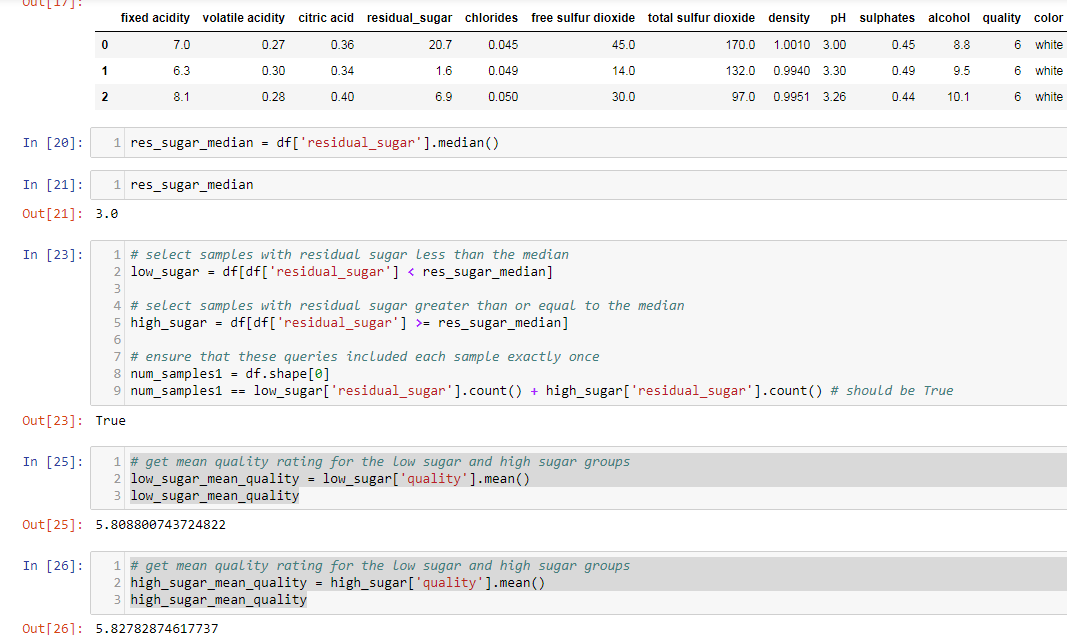 Out[17]:
fixed acidity volatile acidity citric acid residual_sugar chlorides free sulfur dioxide total sulfur dioxide density pH sulphates alcohol quality color
0 7.0 0.27 0.36 20.7 0.045 45.0 170.0 1.0010 3.00 0.45 8.8 6 white
1 6.3 0.30 0.34 1.6 0.049 14.0 132.0 0.9940 3.30 0.49 9.5 6 white
2 8.1 0.28 0.40 6.9 0.050 30.0 97.0 0.9951 3.26 0.44 10.1 6 white
In [20]: 1 res_sugar_median = df['residual_sugar'].median()
In [21]: 1 res_sugar_median
Out[21]: 3.0
In [23]: 1 # select samples with residual sugar less than the median
2 low_sugar = df[df['residual_sugar'] < res_sugar_median]
3
4 # select samples with residual sugar greater than or equal to the median
5 high_sugar = df[df['residual_sugar'] >= res_sugar_median]
6
7 # ensure that these queries included each sample exactly once
8 num_samples1 = df.shape[0]
9 num_samples1 == low_sugar['residual_sugar'].count() + high_sugar['residual_sugar'].count() # should be True
Out[23]: True
In [25]: 1 # get mean quality rating for the low sugar and high sugar groups
2 low_sugar_mean_quality = low_sugar['quality'].mean()
3 low_sugar_mean_quality
Out[25]: 5.808800743724822
In [26]: 1 # get mean quality rating for the low sugar and high sugar groups
2 high_sugar_mean_quality = high_sugar['quality'].mean()
3 high_sugar_mean_quality
Out[26]: 5.82782874617737